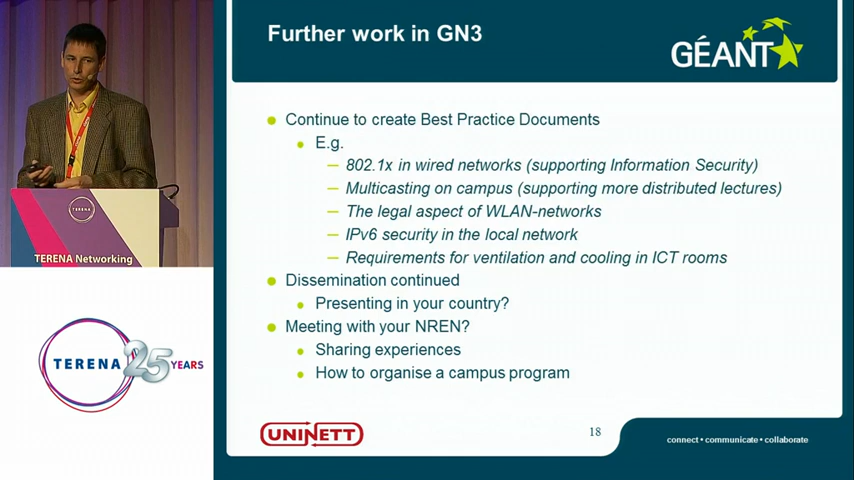 Further work in GN3
GÉANT
Continue to create Best Practice Documents
E.g.
802.1x in wired networks (supporting Information Security)
Multicasting on campus (supporting more distributed lectures)
The legal aspect of WLAN-networks
IPv6 security in the local network
Requirements for ventilation and cooling in ICT rooms
Dissemination continued
Presenting in your country?
Meeting with your NREN?
Sharing experiences
How to organise a campus program
UNINETT
18
connect • communicate • collaborate
TERENA
TERENA Networking
TERENA 25 YEARS